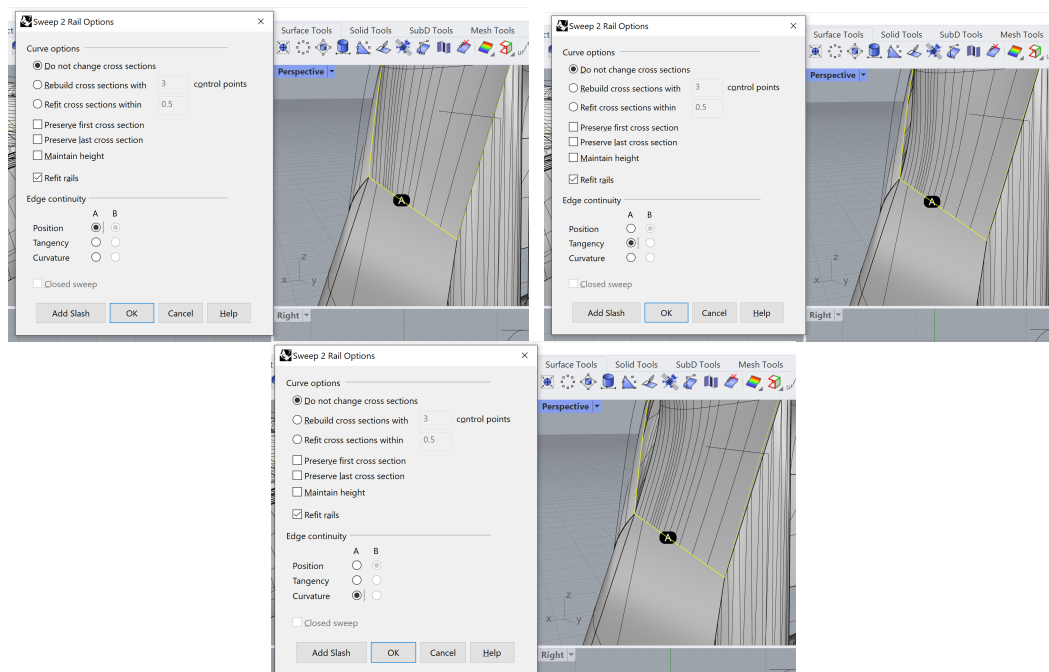 Sweep 2 Rail Options ×
Surface Tools Solid Tools SubD Tools Mesh Tools
Curve options
Perspective
Do not change cross sections
Rebuild cross sections with 3 control points
Refit cross sections within 0.5
Preserve first cross section
Preserve last cross section
Maintain height
Refit rails
Edge continuity
A B
Position
Tangency
Curvature
Closed sweep
Add Slash OK Cancel Help
A
z
x y
Right
Sweep 2 Rail Options ×
Surface Tools Solid Tools SubD Tools Mesh Tools
Curve options
Perspective
Do not change cross sections
Rebuild cross sections with 3 control points
Refit cross sections within 0.5
Preserve first cross section
Preserve last cross section
Maintain height
Refit rails
Edge continuity
A B
Position
Tangency
Curvature
Closed sweep
Add Slash OK Cancel Help
A
z
x y
Right
Sweep 2 Rail Options ×
Surface Tools Solid Tools SubD Tools Mesh Tools
Curve options
Perspective
Do not change cross sections
Rebuild cross sections with 3 control points
Refit cross sections within 0.5
Preserve first cross section
Preserve last cross section
Maintain height
Refit rails
Edge continuity
A B
Position
Tangency
Curvature
Closed sweep
Add Slash OK Cancel Help
A
z
x y
Right